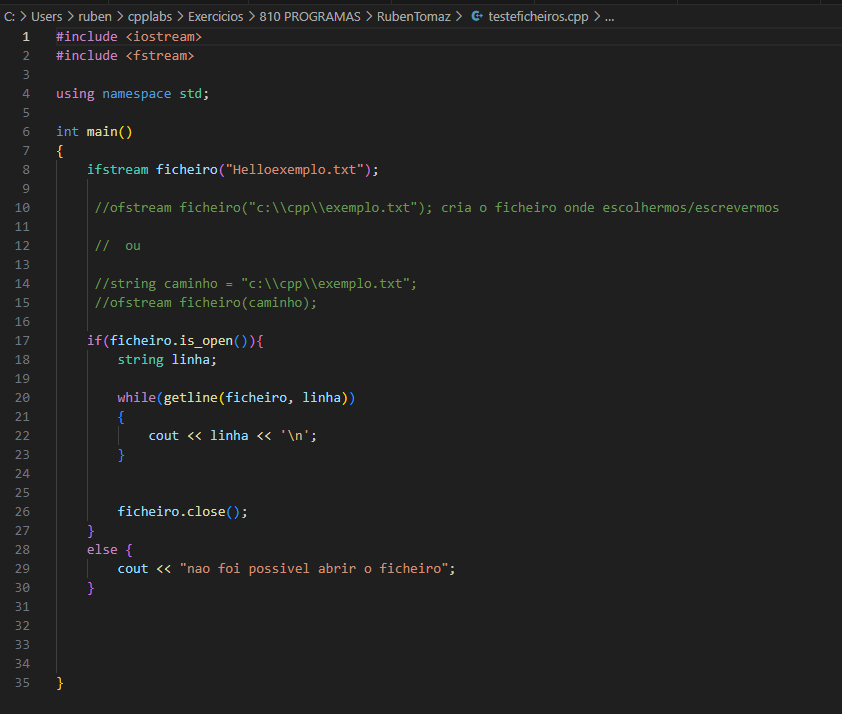 C: > Users > ruben > cpplabs > Exercicios > 810 PROGRAMAS > RubenTomaz > testeficheiros.cpp > ...
1 #include <iostream>
2 #include <fstream>
3
4 using namespace std;
5
6 int main()
7 {
8 ifstream ficheiro("Helloexemplo.txt");
9
10 //ofstream ficheiro("c:\\cpp\\exemplo.txt"); cria o ficheiro onde escolhermos/escrevermos
11
12 //  ou
13
14 //string caminho = "c:\\cpp\\exemplo.txt";
15 //ofstream ficheiro(caminho);
16
17 if(ficheiro.is_open()){
18 string linha;
19
20 while(getline(ficheiro, linha))
21 {
22 cout << linha << '\n';
23 }
24
25
26 ficheiro.close();
27 }
28 else {
29 cout << "nao foi possivel abrir o ficheiro";
30 }
31
32
33
34
35 }